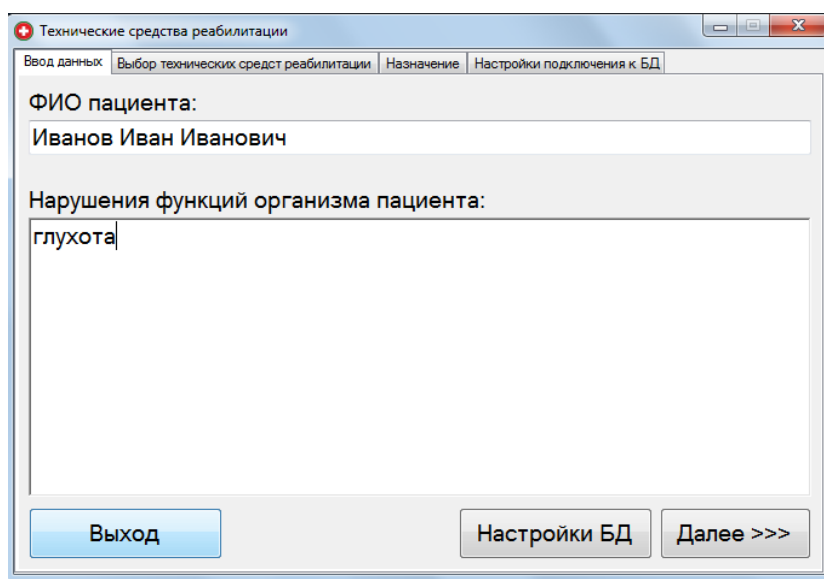 Технические средства реабилитации
Ввод данных Выбор технических средст реабилитации Назначение Настройки подключения к БД
ФИО пациента:
Иванов Иван Иванович
Нарушения функций организма пациента:
глухота
Выход Настройки БД Далее >>>